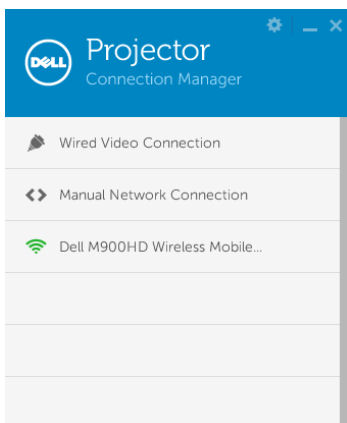 DELL
Projector
Connection Manager
Wired Video Connection
Manual Network Connection
Dell M900HD Wireless Mobile...